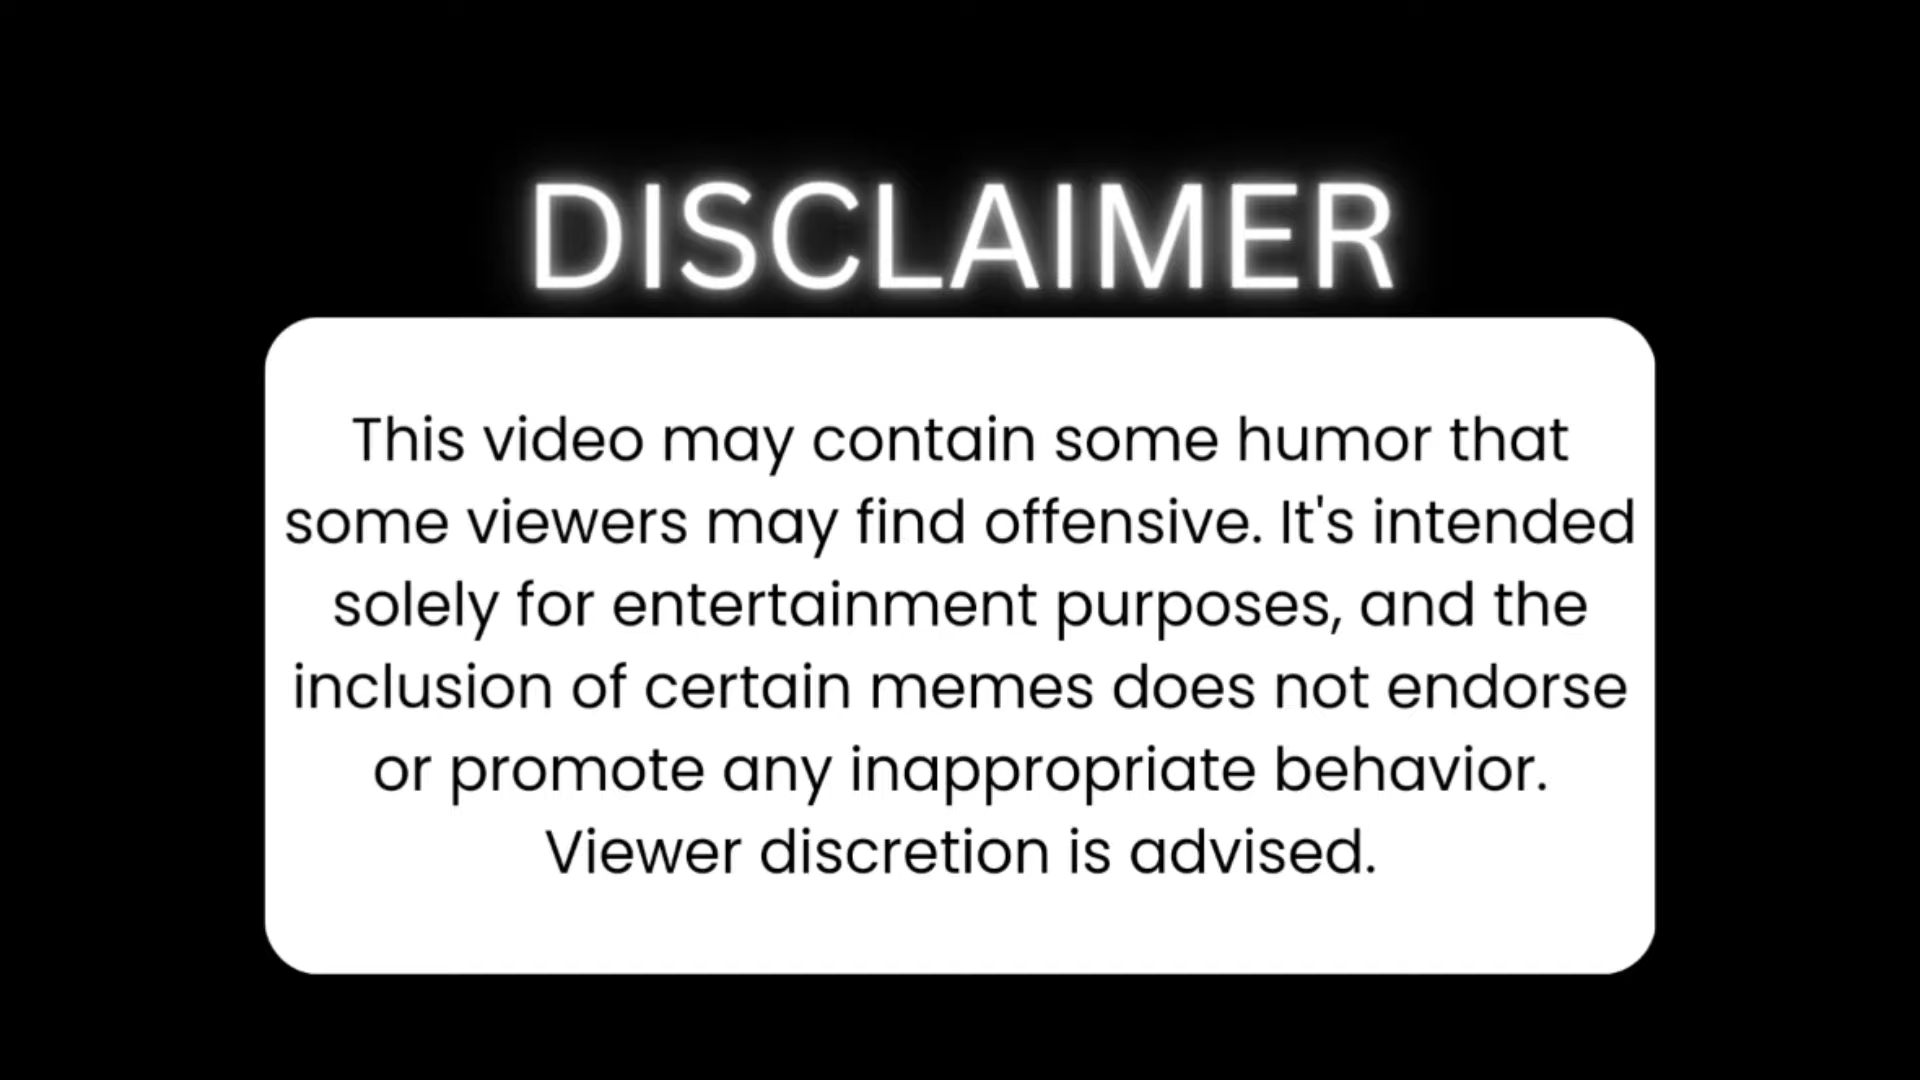 DISCLAIMER
This video may contain some humor that
some viewers may find offensive. It's intended
solely for entertainment purposes, and the
inclusion of certain memes does not endorse
or promote any inappropriate behavior.
Viewer discretion is advised.